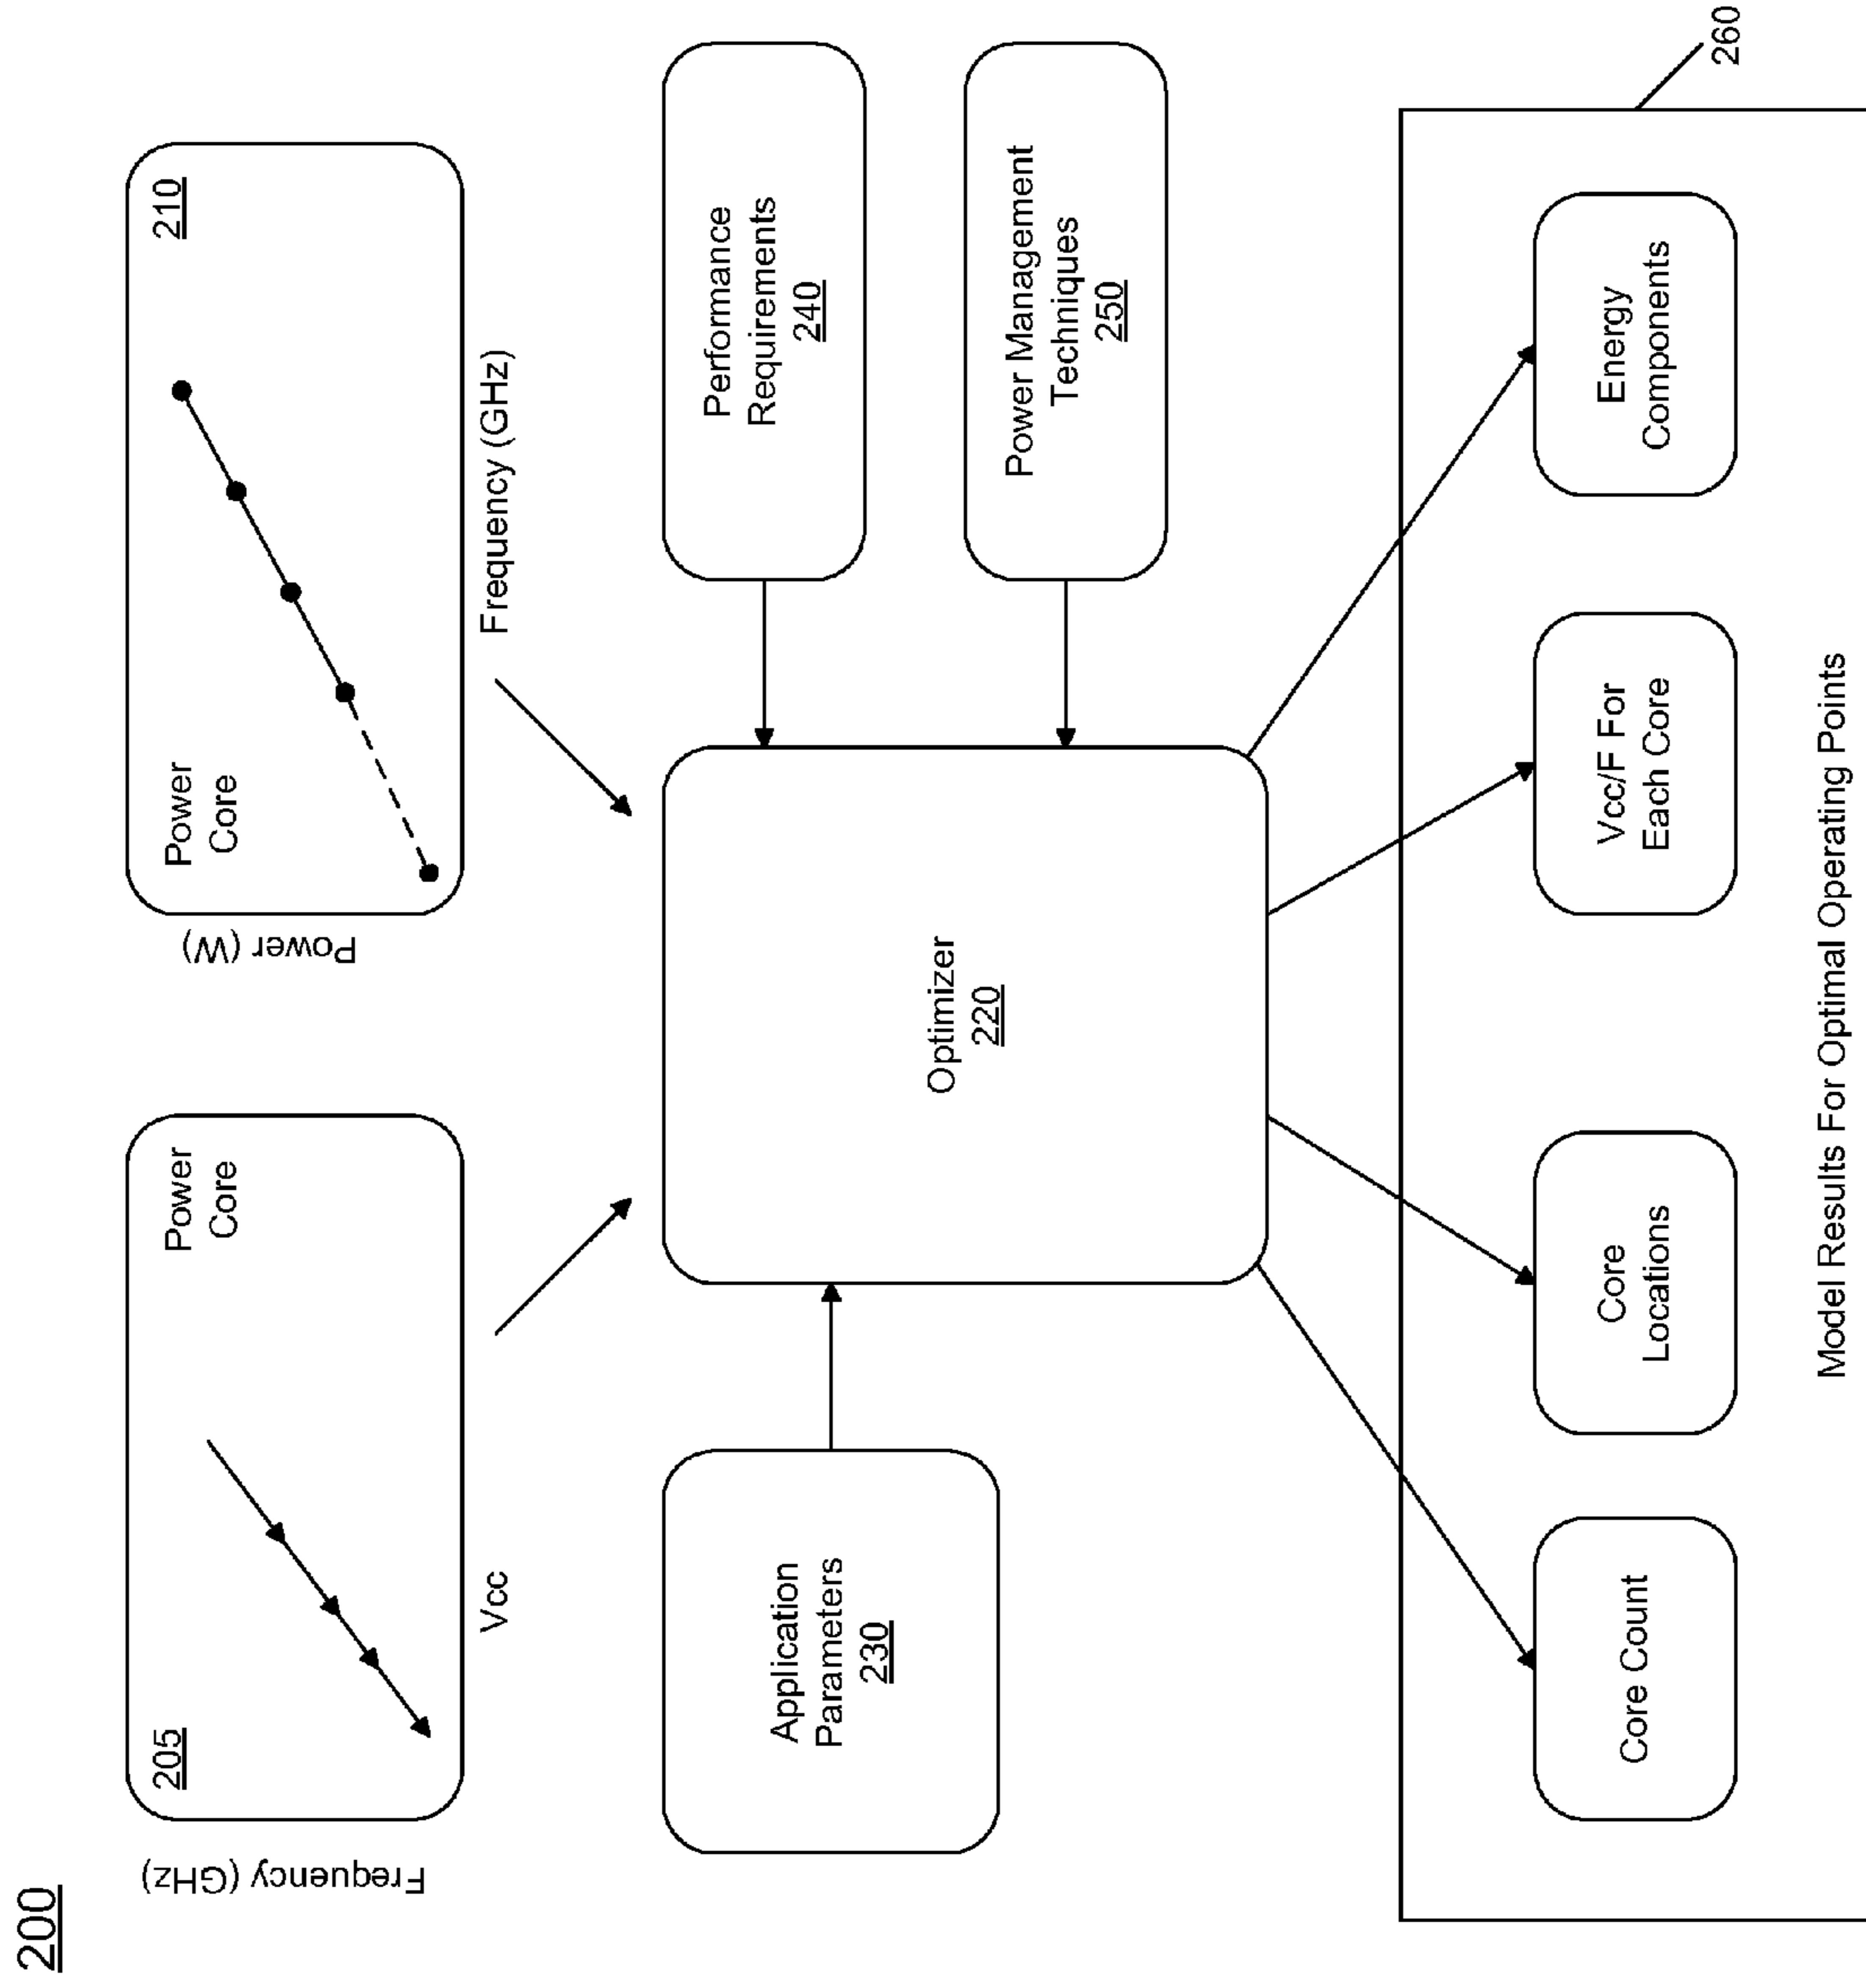 200
Frequency (GHz)
205
Power
Core
Vcc
Power (W)
Power
Core
210
Frequency (GHz)
Application
Parameters
230
Optimizer
220
Performance
Requirements
240
Power Management
Techniques
250
Core Count
Core
Locations
Vcc/F For
Each Core
Energy
Components
Model Results For Optimal Operating Points
260